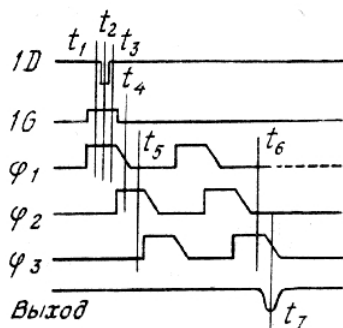 t₁ t₂ t₃
1D
t₄
1G
t₅ t₆
φ₁
φ₂
φ₃
Выход t₇